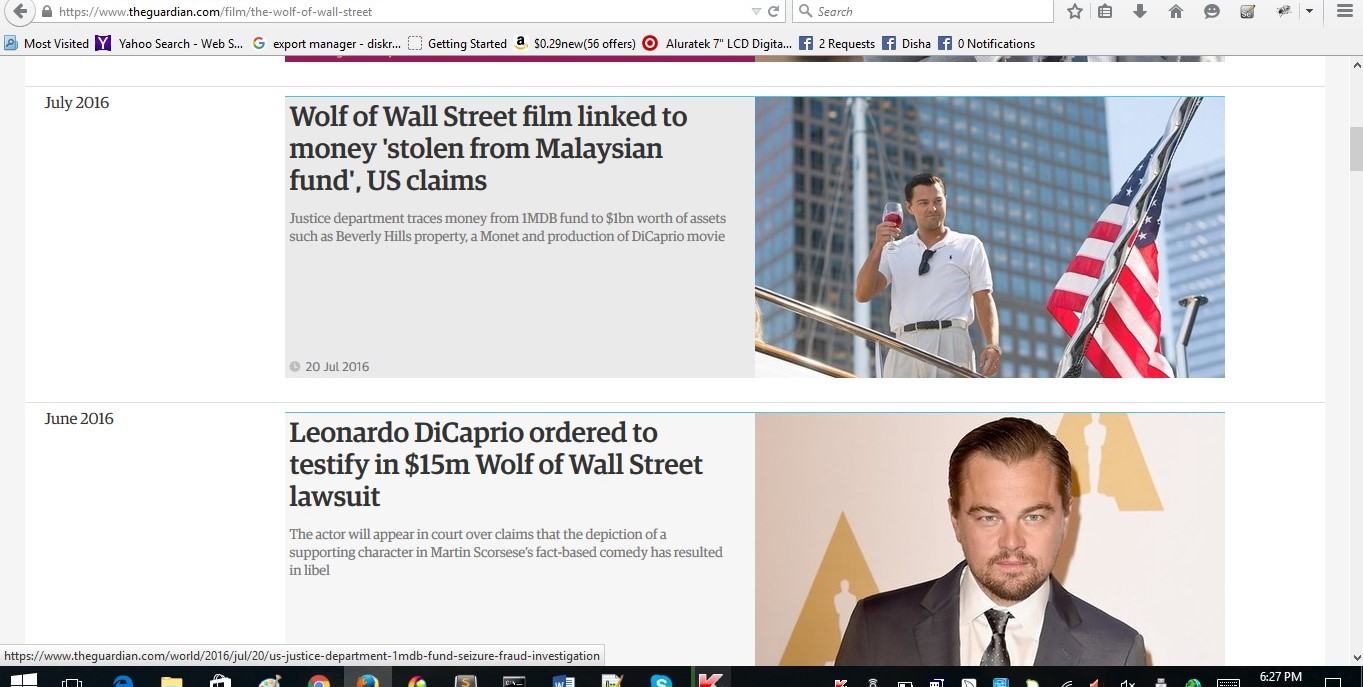 https://www.theguardian.com/film/the-wolf-of-wall-street
Search
Most Visited
Yahoo Search - Web S...
export manager - diskr...
Getting Started
$0.29new(56 offers)
Aluratek 7" LCD Digita...
2 Requests
Disha
0 Notifications
July 2016
Wolf of Wall Street film linked to
money 'stolen from Malaysian
fund', US claims
Justice department traces money from 1MDB fund to $1bn worth of assets
such as Beverly Hills property, a Monet and production of DiCaprio movie
20 Jul 2016
June 2016
Leonardo DiCaprio ordered to
testify in $15m Wolf of Wall Street
lawsuit
The actor will appear in court over claims that the depiction of a
supporting character in Martin Scorsese's fact-based comedy has resulted
in libel
https://www.theguardian.com/world/2016/jul/20/us-justice-department-1mdb-fund-seizure-fraud-investigation
6:27 PM